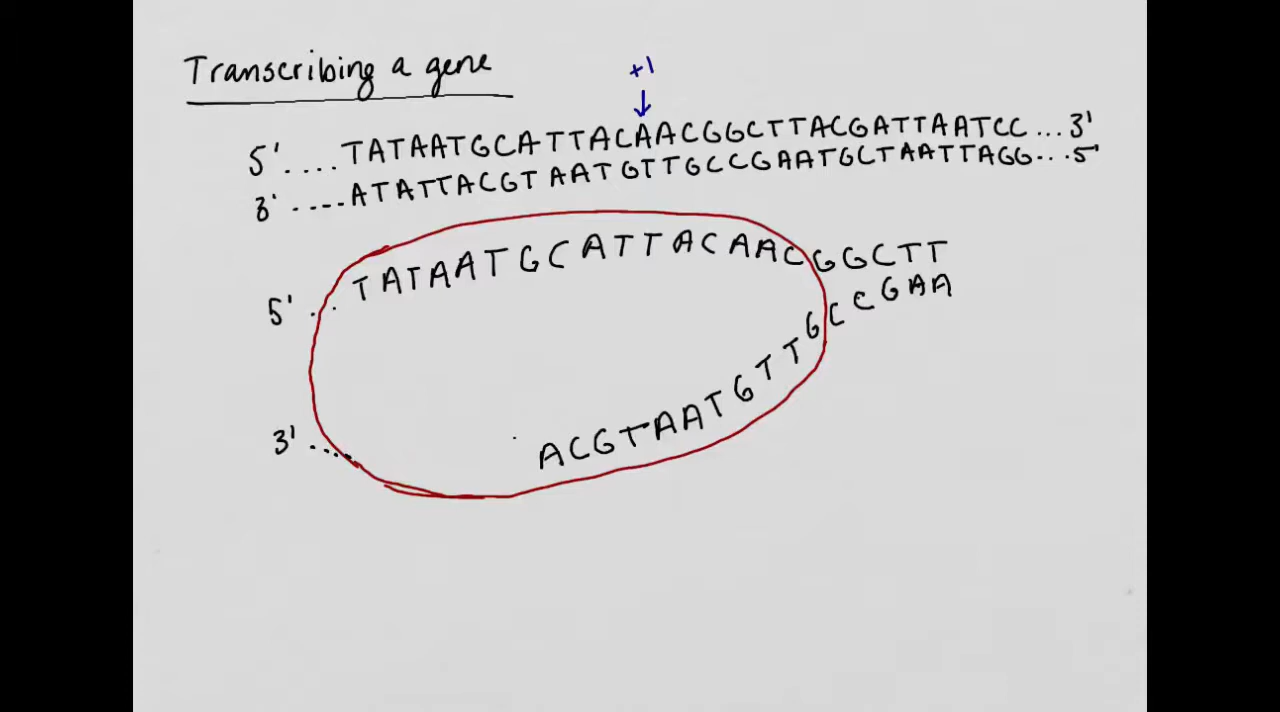 Transcribing a gene
+1
5' .... TATAATGCATTACAACGGCTTACGATTAATCC ... 3'
3' ---- ATATTACGTAATGTTGCCGAATGCTAATTAGG ... 5'
5' ... TATAATGCATTACAACGGCTT
CCGAA
3' .... ACGTAATGTTG